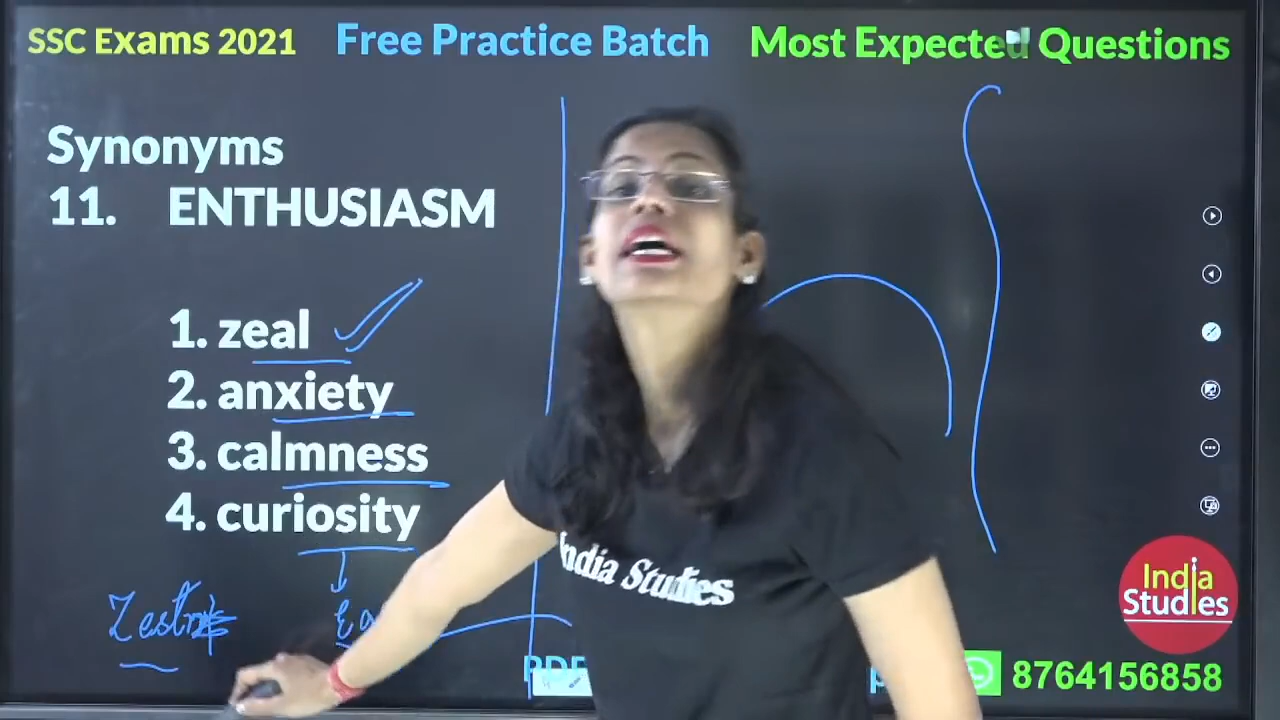 SSC Exams 2021 Free Practice Batch Most Expected Questions
Synonyms
11. ENTHUSIASM
1. zeal
2. anxiety
3. calmness
4. curiosity
India Studies
India
Studies
PDF
8764156858